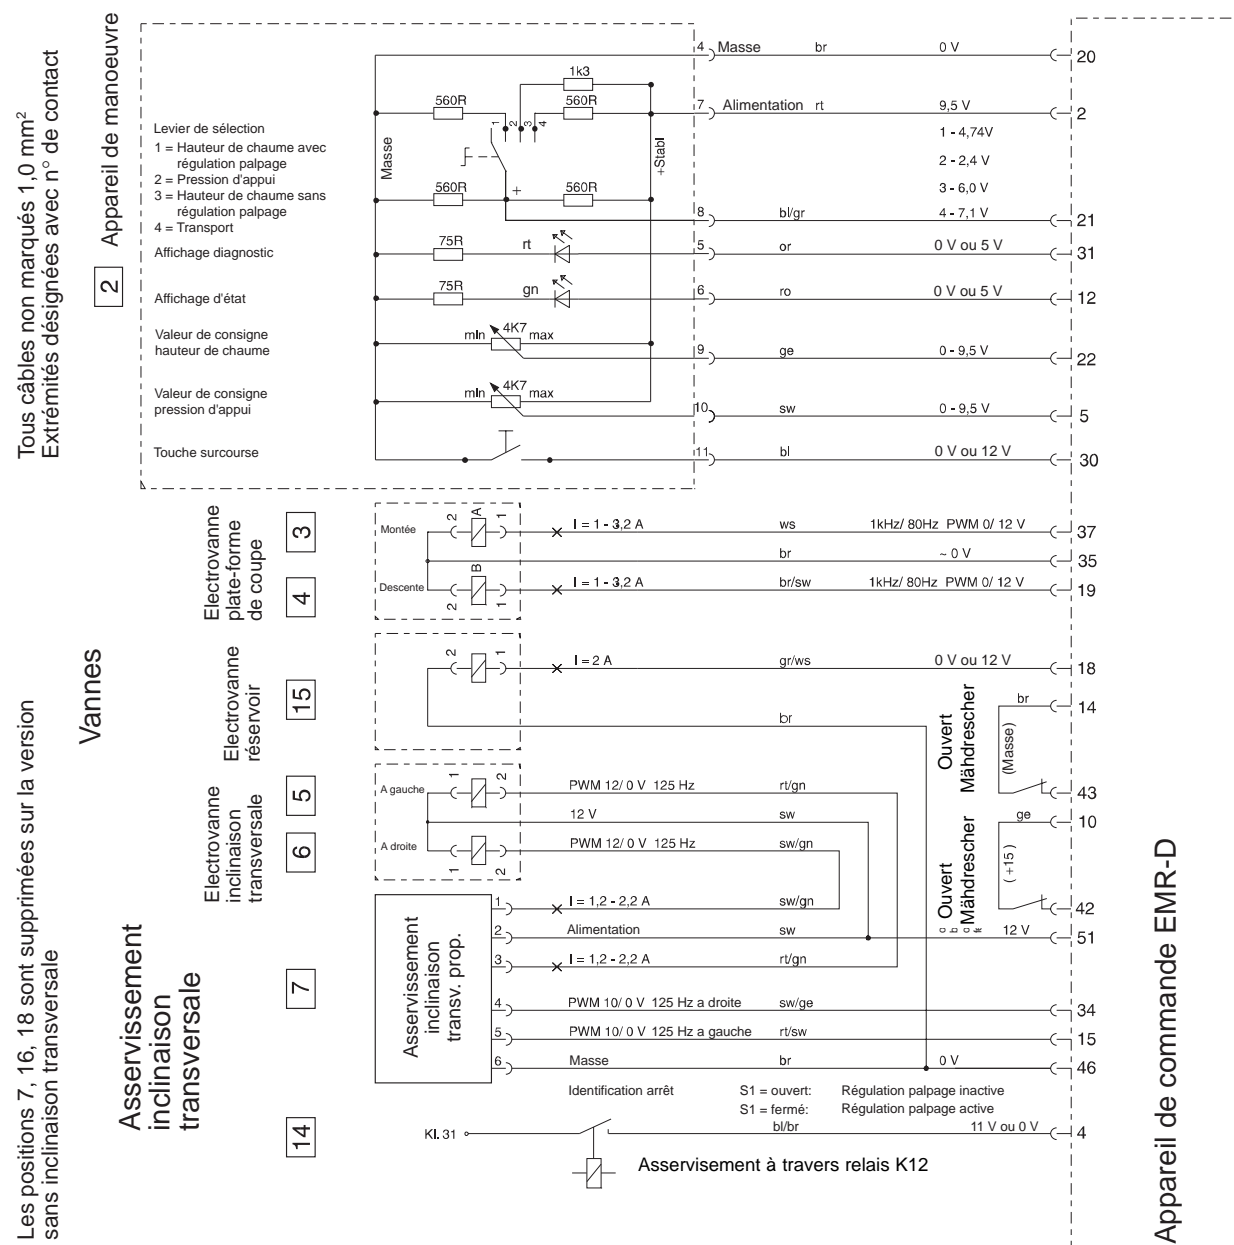 Tous câbles non marqués 1,0 mm²
Extrémités désignées avec n° de contact
2 Appareil de manoeuvre
Levier de sélection
1 = Hauteur de chaume avec
régulation palpage
2 = Pression d'appui
3 = Hauteur de chaume sans
régulation palpage
4 = Transport
Affichage diagnostic
Affichage d'état
Valeur de consigne
hauteur de chaume
Valeur de consigne
pression d'appui
Touche surcourse
Masse
+Stabl
1k3
560R
560R
1 2 3 4
560R
+
560R
75R rt
75R gn
min 4K7 max
min 4K7 max
4 Masse br 0 V 20
7 Alimentation rt 9,5 V 2
1 - 4,74V
2 - 2,4 V
3 - 6,0 V
8 bl/gr 4 - 7,1 V 21
5 or 0 V ou 5 V 31
6 ro 0 V ou 5 V 12
9 ge 0 - 9,5 V 22
10 sw 0 - 9,5 V 5
11 bl 0 V ou 12 V 30
Vannes
Electrovanne
plate-forme
de coupe
3
4
Montée 2 A 1 I = 1 - 3,2 A ws 1kHz/ 80Hz PWM 0/ 12 V 37
br ~ 0 V 35
Descente 2 B 1 I = 1 - 3,2 A br/sw 1kHz/ 80Hz PWM 0/ 12 V 19
Electrovanne
réservoir
15
2 1 I = 2 A gr/ws 0 V ou 12 V 18
br
br 14
Ouvert
Mähdrescher
(Masse)
43
Electrovanne
inclinaison
transversale
5
6
A gauche 1 2 PWM 12/ 0 V 125 Hz rt/gn
12 V sw
A droite 1 2 PWM 12/ 0 V 125 Hz sw/gn
ge 10
Ouvert
Mähdrescher
(+15)
42
Les positions 7, 16, 18 sont supprimées sur la version
sans inclinaison transversale
Asservissement
inclinaison
transversale
7
Asservissement
inclinaison
transv. prop.
1 I = 1,2 - 2,2 A sw/gn
2 Alimentation sw 12 V 51
3 I = 1,2 - 2,2 A rt/gn
4 PWM 10/ 0 V 125 Hz a droite sw/ge 34
5 PWM 10/ 0 V 125 Hz a gauche rt/sw 15
6 Masse br 0 V 46
Identification arrêt
S1 = ouvert: Régulation palpage inactive
S1 = fermé: Régulation palpage active
14
Kl. 31 bl/br 11 V ou 0 V 4
Asservisement à travers relais K12
Appareil de commande EMR-D